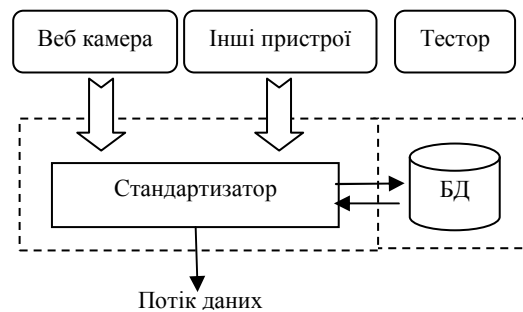 Веб камера
Інші пристрої
Тестор
Стандартизатор
БД
Потік даних